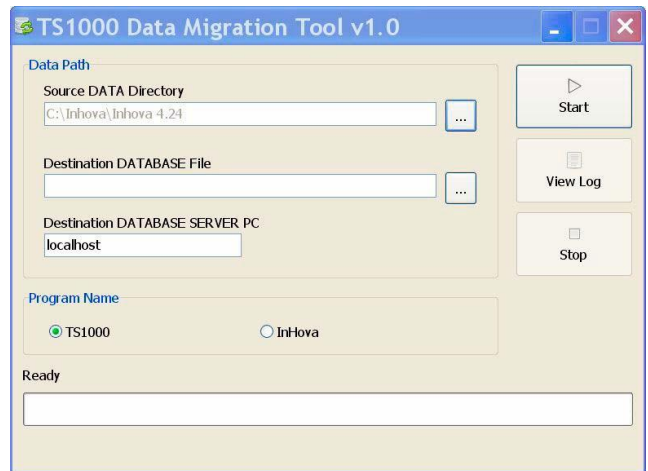 TS1000 Data Migration Tool v1.0
Data Path
Source DATA Directory
C:\Inhova\Inhova 4.24
...
Start
Destination DATABASE File
...
View Log
Destination DATABASE SERVER PC
localhost
Stop
Program Name
TS1000
InHova
Ready